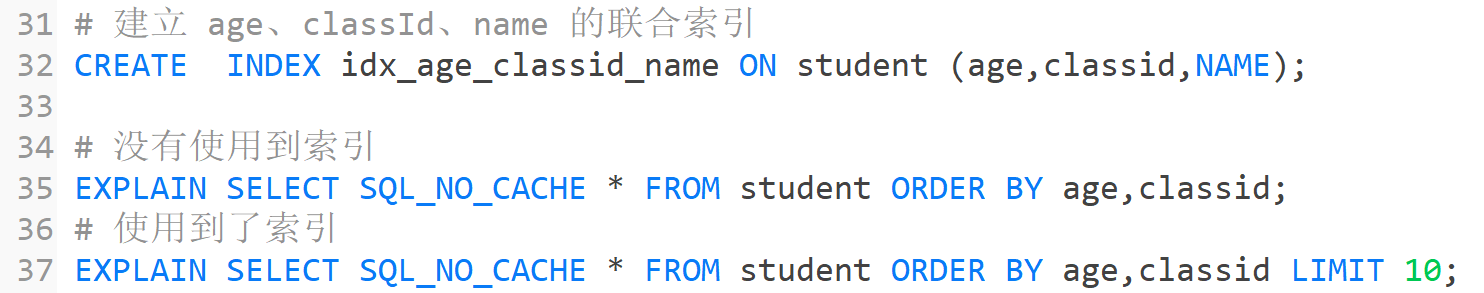 31 # 建立 age、classId、name 的联合索引
32 CREATE  INDEX idx_age_classid_name ON student (age,classid,NAME);
33
34 # 没有使用到索引
35 EXPLAIN SELECT SQL_NO_CACHE * FROM student ORDER BY age,classid;
36 # 使用到了索引
37 EXPLAIN SELECT SQL_NO_CACHE * FROM student ORDER BY age,classid LIMIT 10;